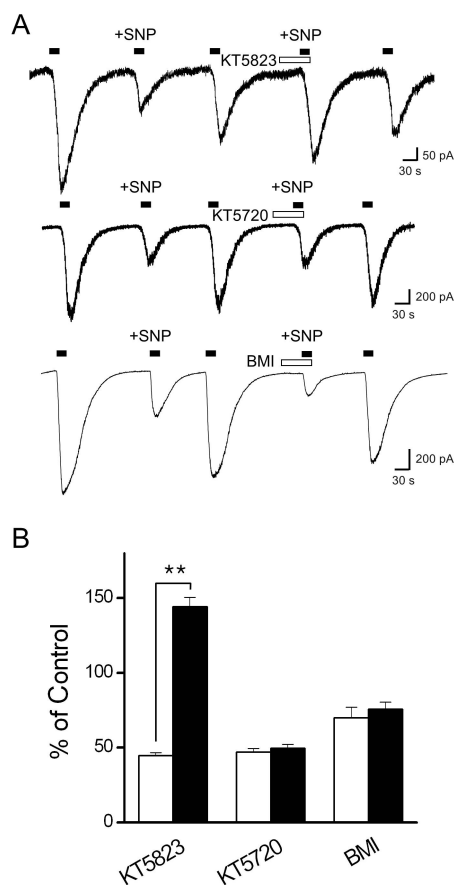 A
+SNP
+SNP
KT5823
50 pA
30 s
+SNP
+SNP
KT5720
200 pA
30 s
+SNP
+SNP
BMI
200 pA
30 s
B
**
150
100
50
0
% of Control
KT5823
KT5720
BMI